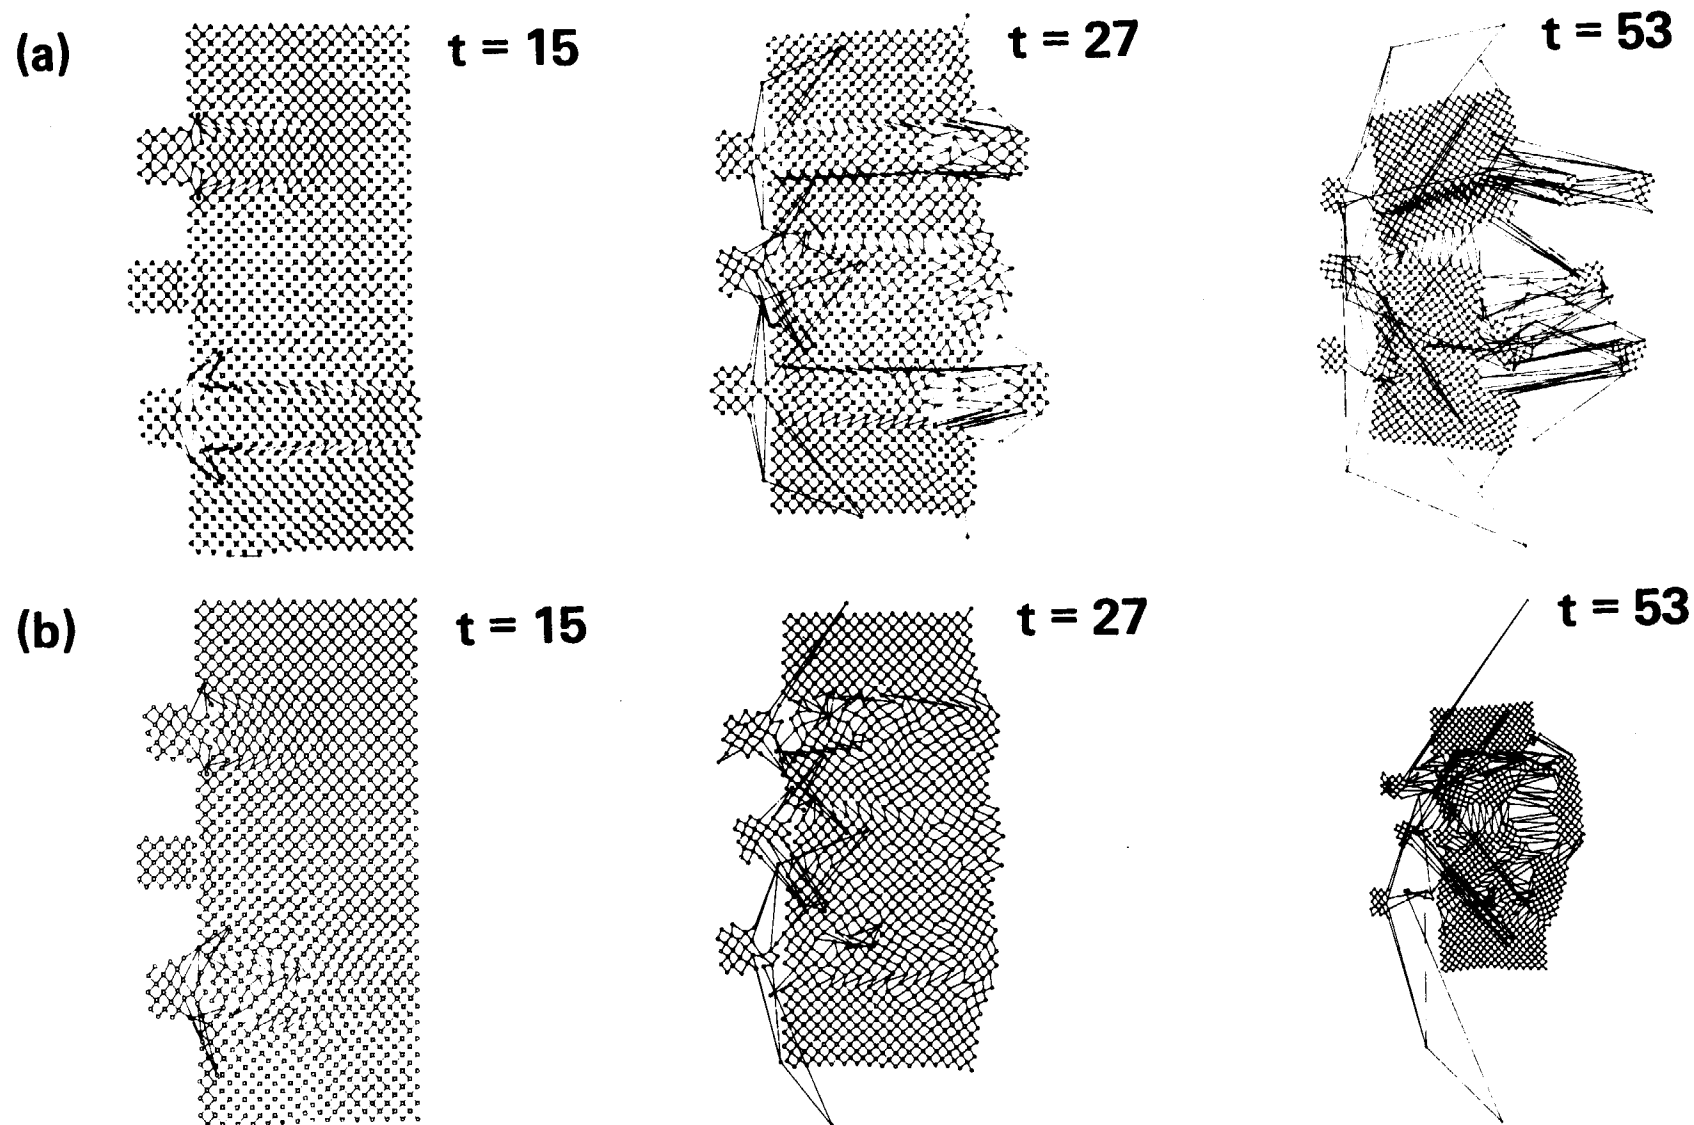 (a) t = 15 t = 27 t = 53
(b) t = 15 t = 27 t = 53